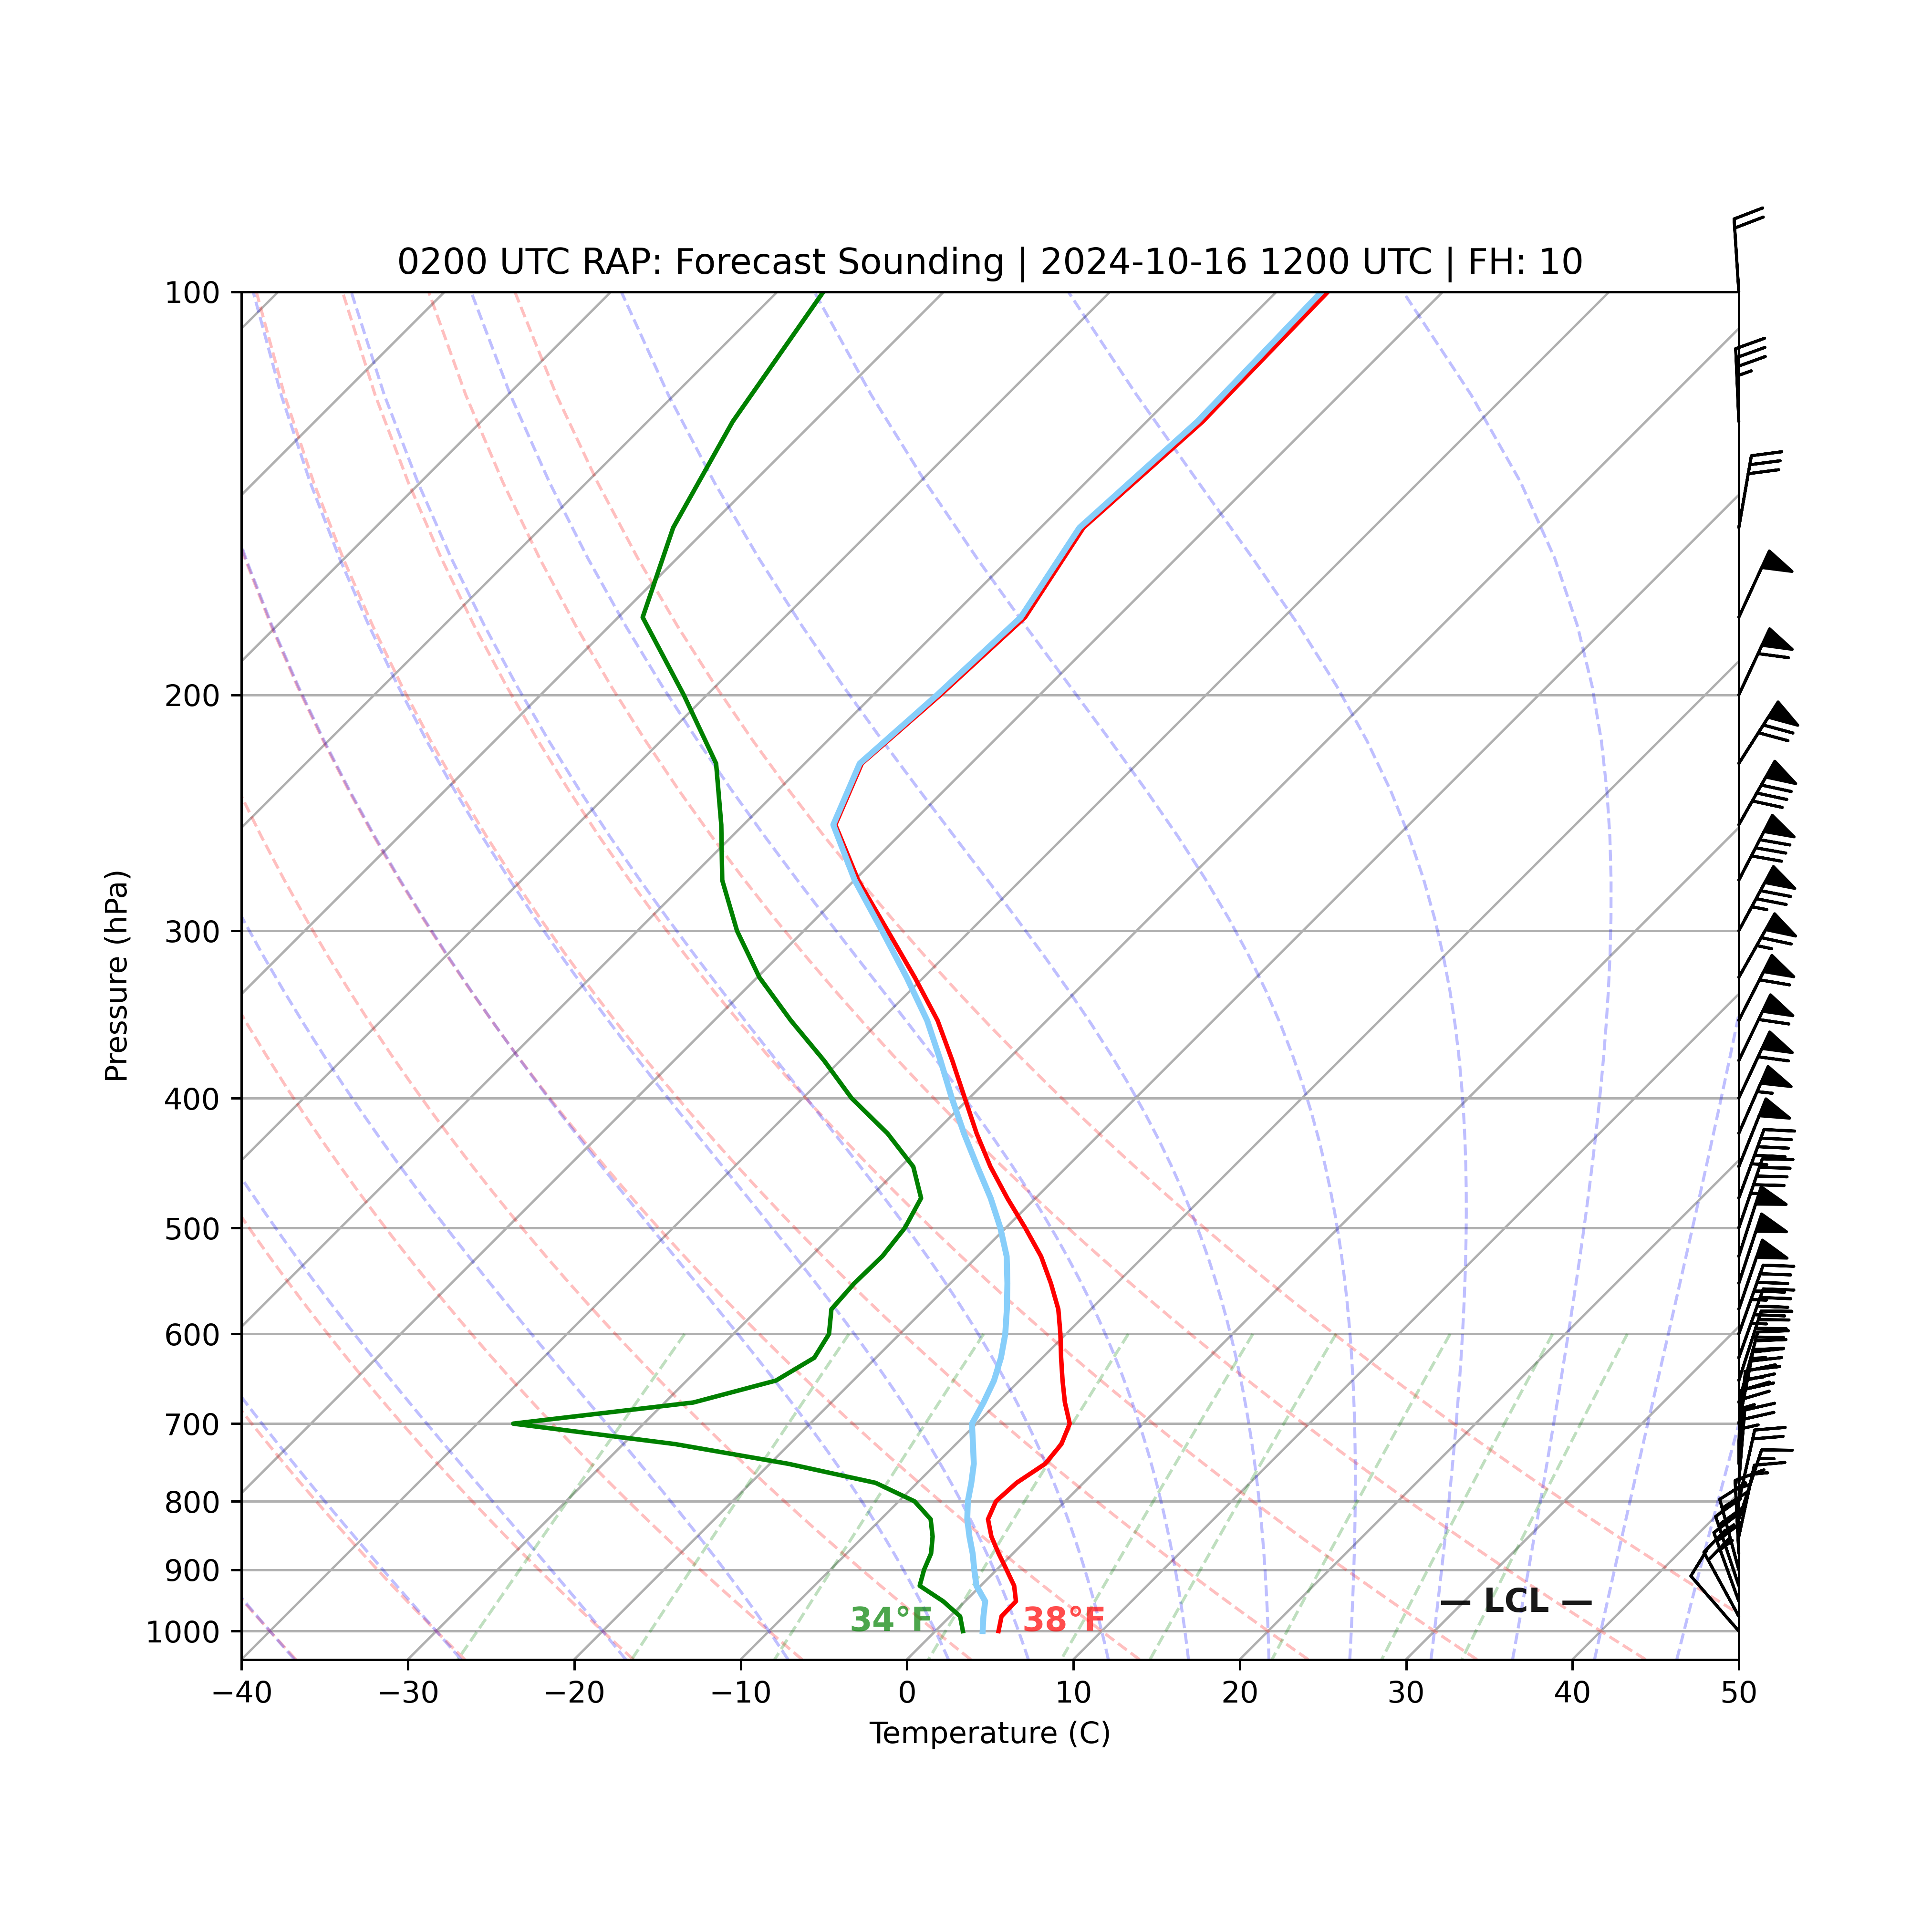 0200 UTC RAP: Forecast Sounding | 2024-10-16 1200 UTC | FH: 10
100
200
300
400
500
600
700
800
900
1000
Pressure (hPa)
34°F
38°F
— LCL —
−40 −30 −20 −10 0 10 20 30 40 50
Temperature (C)